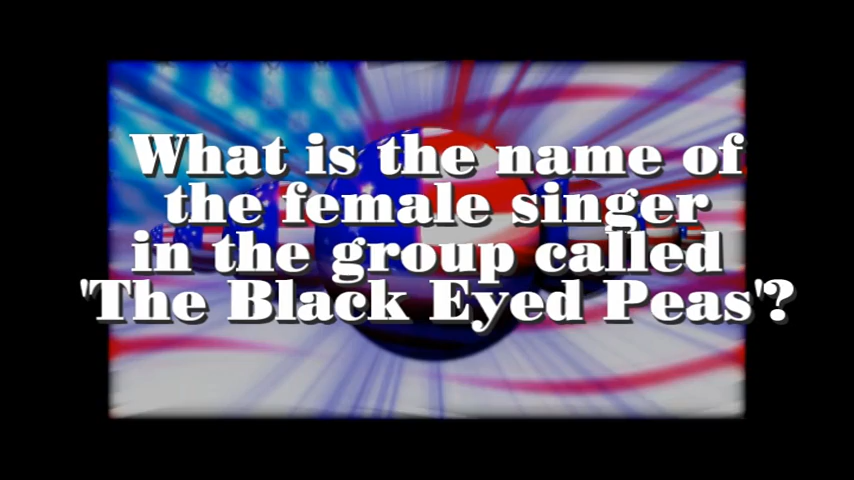 What is the name of
the female singer
in the group called
'The Black Eyed Peas'?